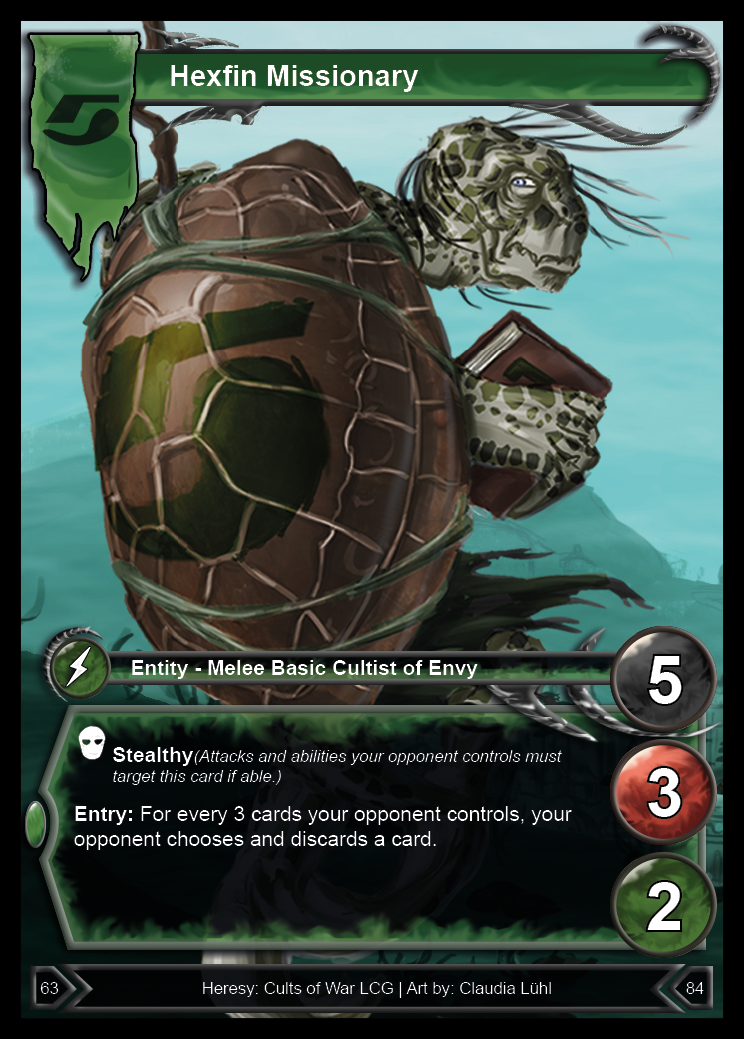 Hexfin Missionary
Entity - Melee Basic Cultist of Envy
5
Stealthy(Attacks and abilities your opponent controls must
target this card if able.)
3
Entry: For every 3 cards your opponent controls, your
opponent chooses and discards a card.
2
63
Heresy: Cults of War LCG | Art by: Claudia Lühl
84